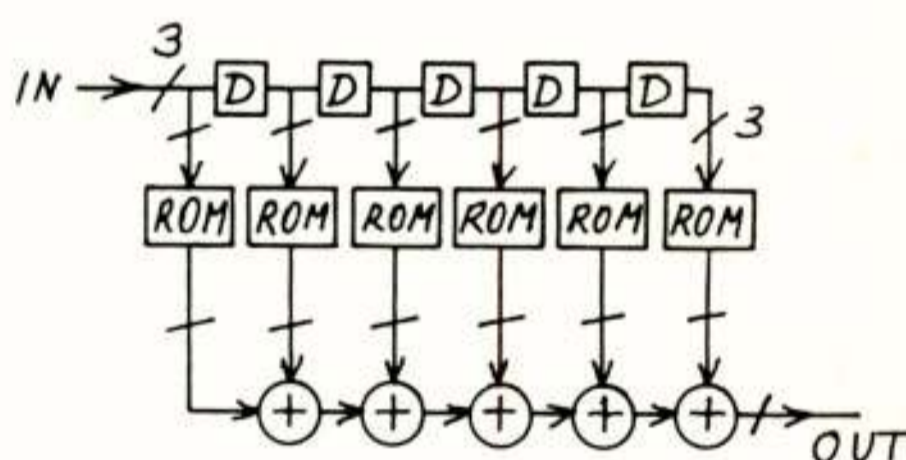 3
IN D D D D D
3
ROM ROM ROM ROM ROM ROM
+ + + + +
OUT